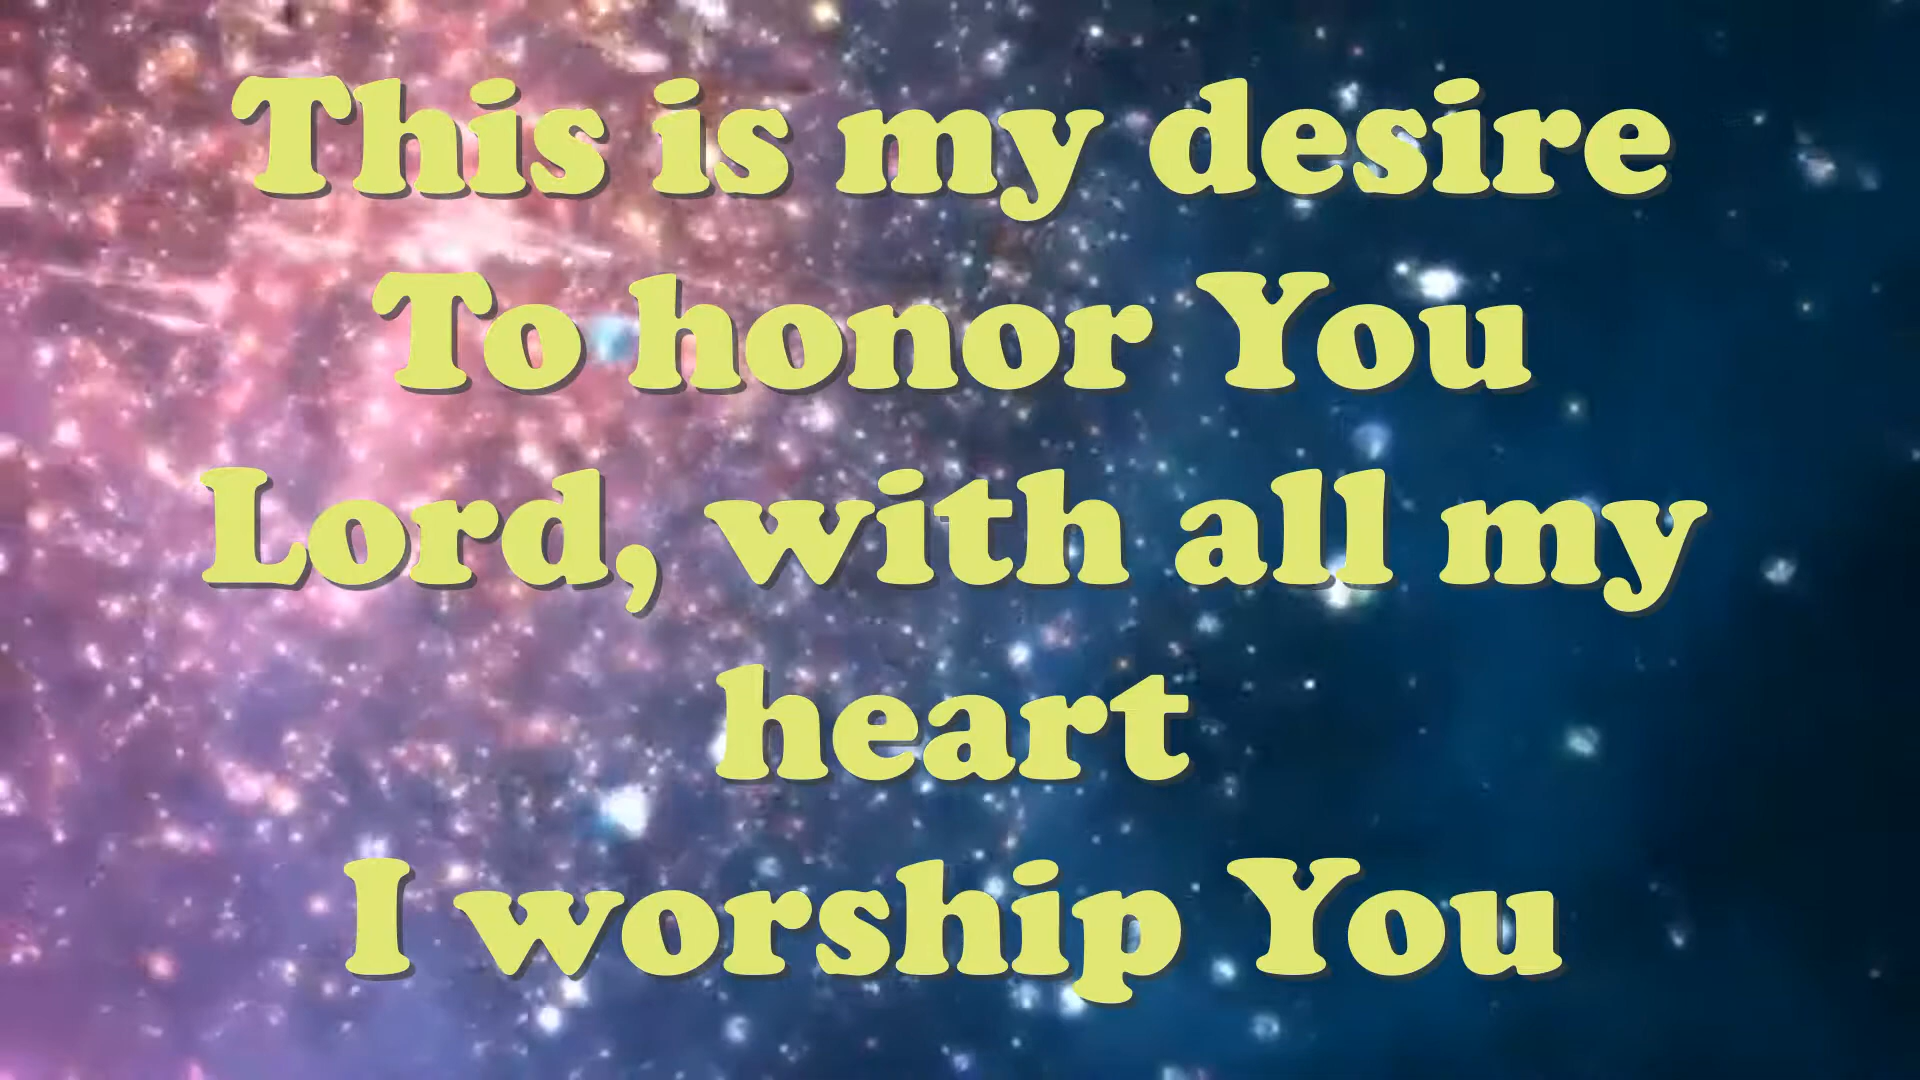 This is my desire
To honor You
Lord, with all my
heart
I worship You